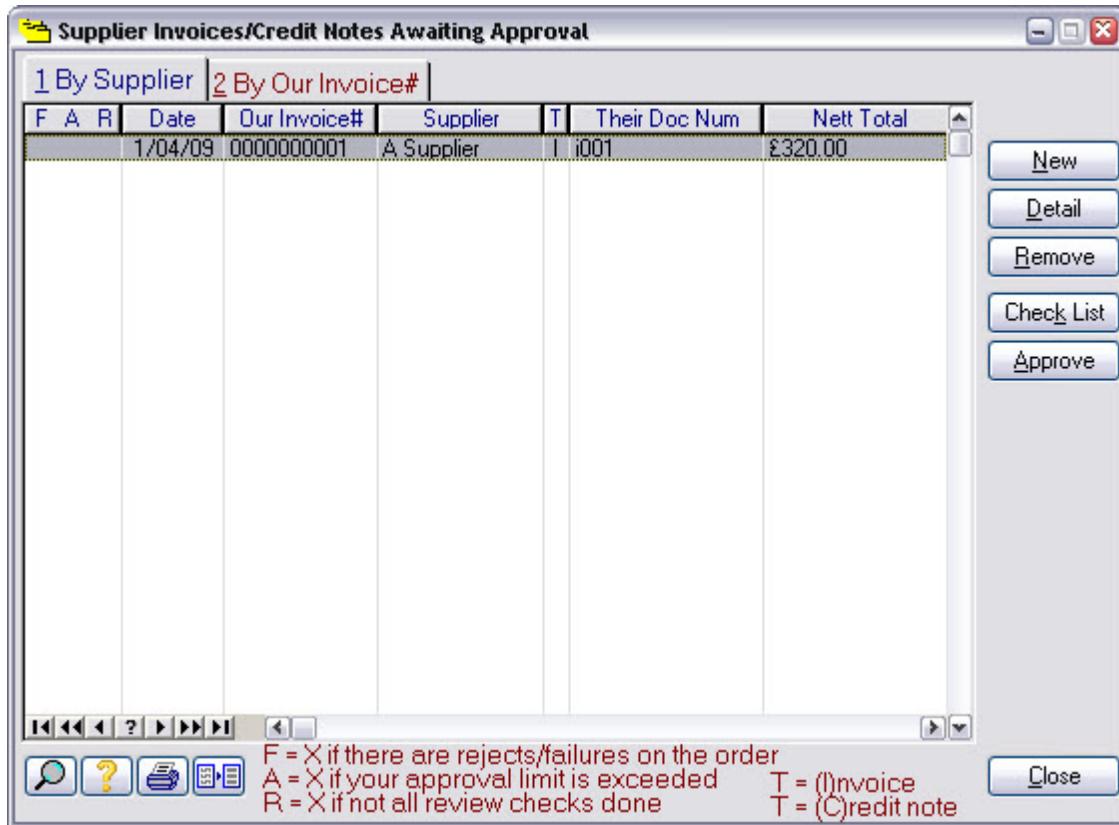 Supplier Invoices/Credit Notes Awaiting Approval
1 By Supplier 2 By Our Invoice#
F A R Date Our Invoice# Supplier T Their Doc Num Nett Total
1/04/09 0000000001 A Supplier I i001 £320.00
New
Detail
Remove
Check List
Approve
?
F = X if there are rejects/failures on the order
A = X if your approval limit is exceeded T = (I)nvoice
R = X if not all review checks done T = (C)redit note
Close